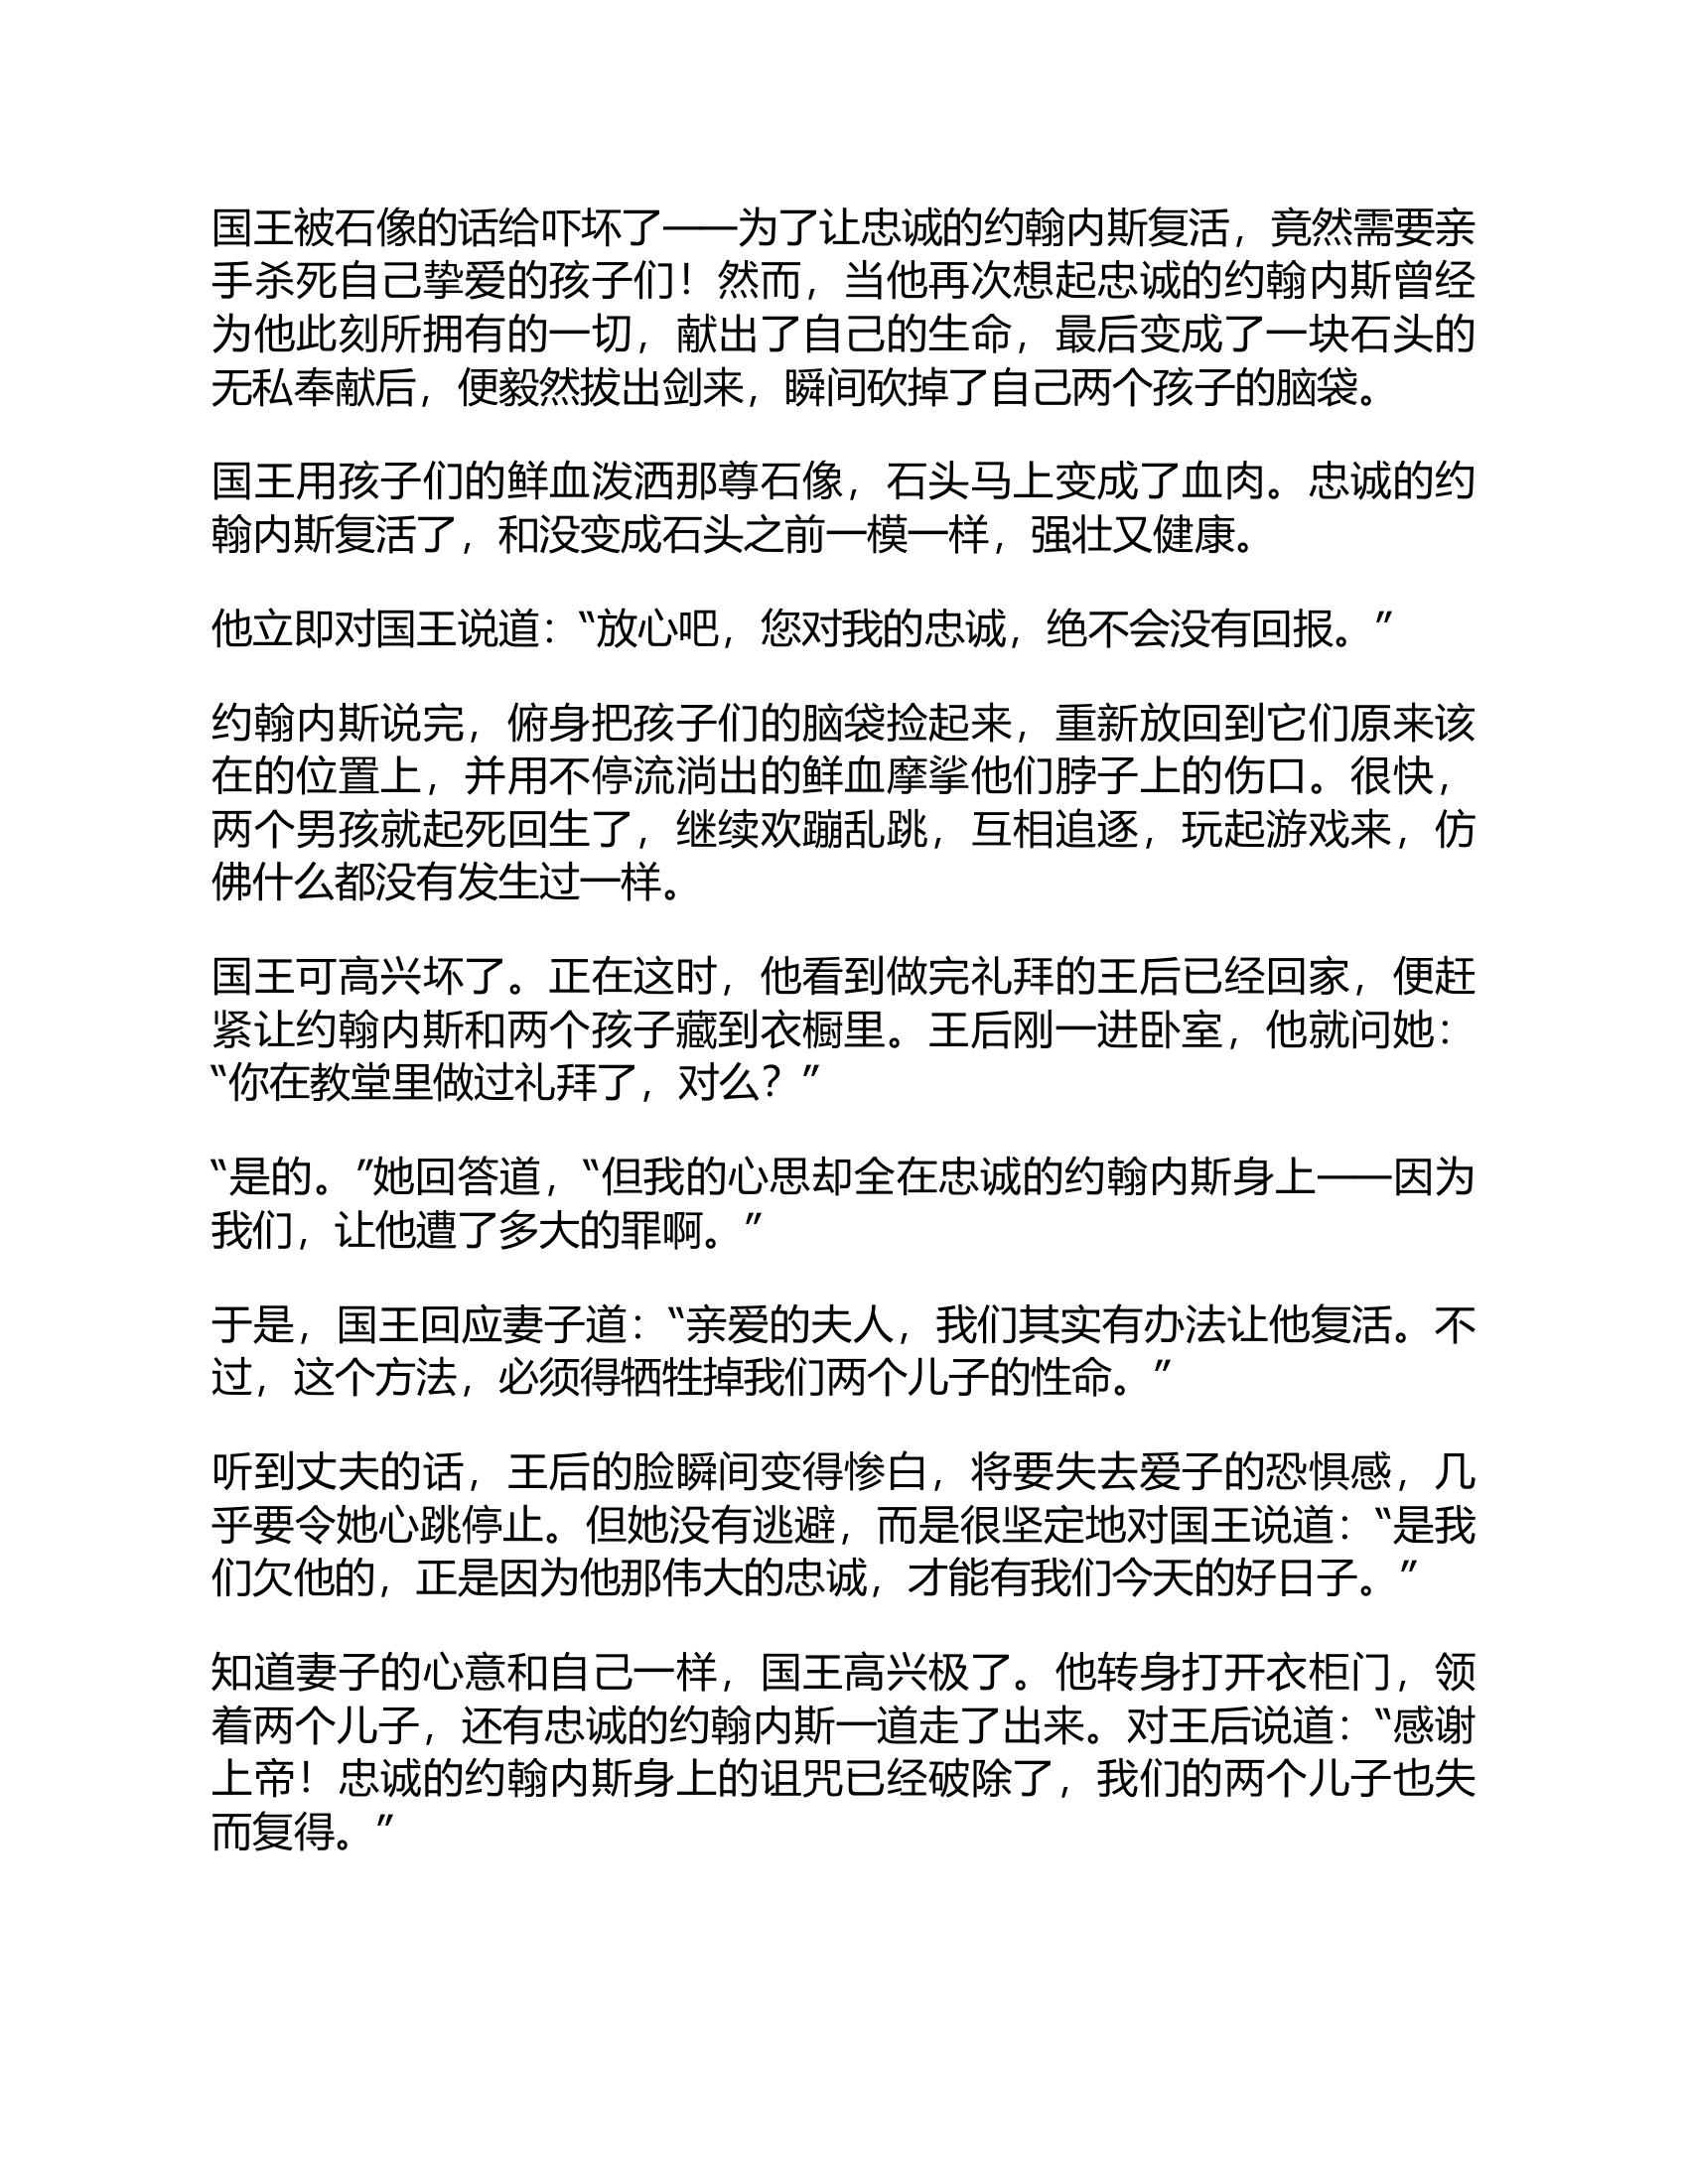 国王被石像的话给吓坏了——为了让忠诚的约翰内斯复活，竟然需要亲
手杀死自己挚爱的孩子们！然而，当他再次想起忠诚的约翰内斯曾经
为他此刻所拥有的一切，献出了自己的生命，最后变成了一块石头的
无私奉献后，便毅然拔出剑来，瞬间砍掉了自己两个孩子的脑袋。
国王用孩子们的鲜血泼洒那尊石像，石头马上变成了血肉。忠诚的约
翰内斯复活了，和没变成石头之前一模一样，强壮又健康。
他立即对国王说道：“放心吧，您对我的忠诚，绝不会没有回报。”
约翰内斯说完，俯身把孩子们的脑袋捡起来，重新放回到它们原来该
在的位置上，并用不停流淌出的鲜血摩挲他们脖子上的伤口。很快，
两个男孩就起死回生了，继续欢蹦乱跳，互相追逐，玩起游戏来，仿
佛什么都没有发生过一样。
国王可高兴坏了。正在这时，他看到做完礼拜的王后已经回家，便赶
紧让约翰内斯和两个孩子藏到衣橱里。王后刚一进卧室，他就问她：
“你在教堂里做过礼拜了，对么？”
“是的。”她回答道，“但我的心思却全在忠诚的约翰内斯身上——因为
我们，让他遭了多大的罪啊。”
于是，国王回应妻子道：“亲爱的夫人，我们其实有办法让他复活。不
过，这个方法，必须得牺牲掉我们两个儿子的性命。”
听到丈夫的话，王后的脸瞬间变得惨白，将要失去爱子的恐惧感，几
乎要令她心跳停止。但她没有逃避，而是很坚定地对国王说道：“是我
们欠他的，正是因为他那伟大的忠诚，才能有我们今天的好日子。”
知道妻子的心意和自己一样，国王高兴极了。他转身打开衣柜门，领
着两个儿子，还有忠诚的约翰内斯一道走了出来。对王后说道：“感谢
上帝！忠诚的约翰内斯身上的诅咒已经破除了，我们的两个儿子也失
而复得。”